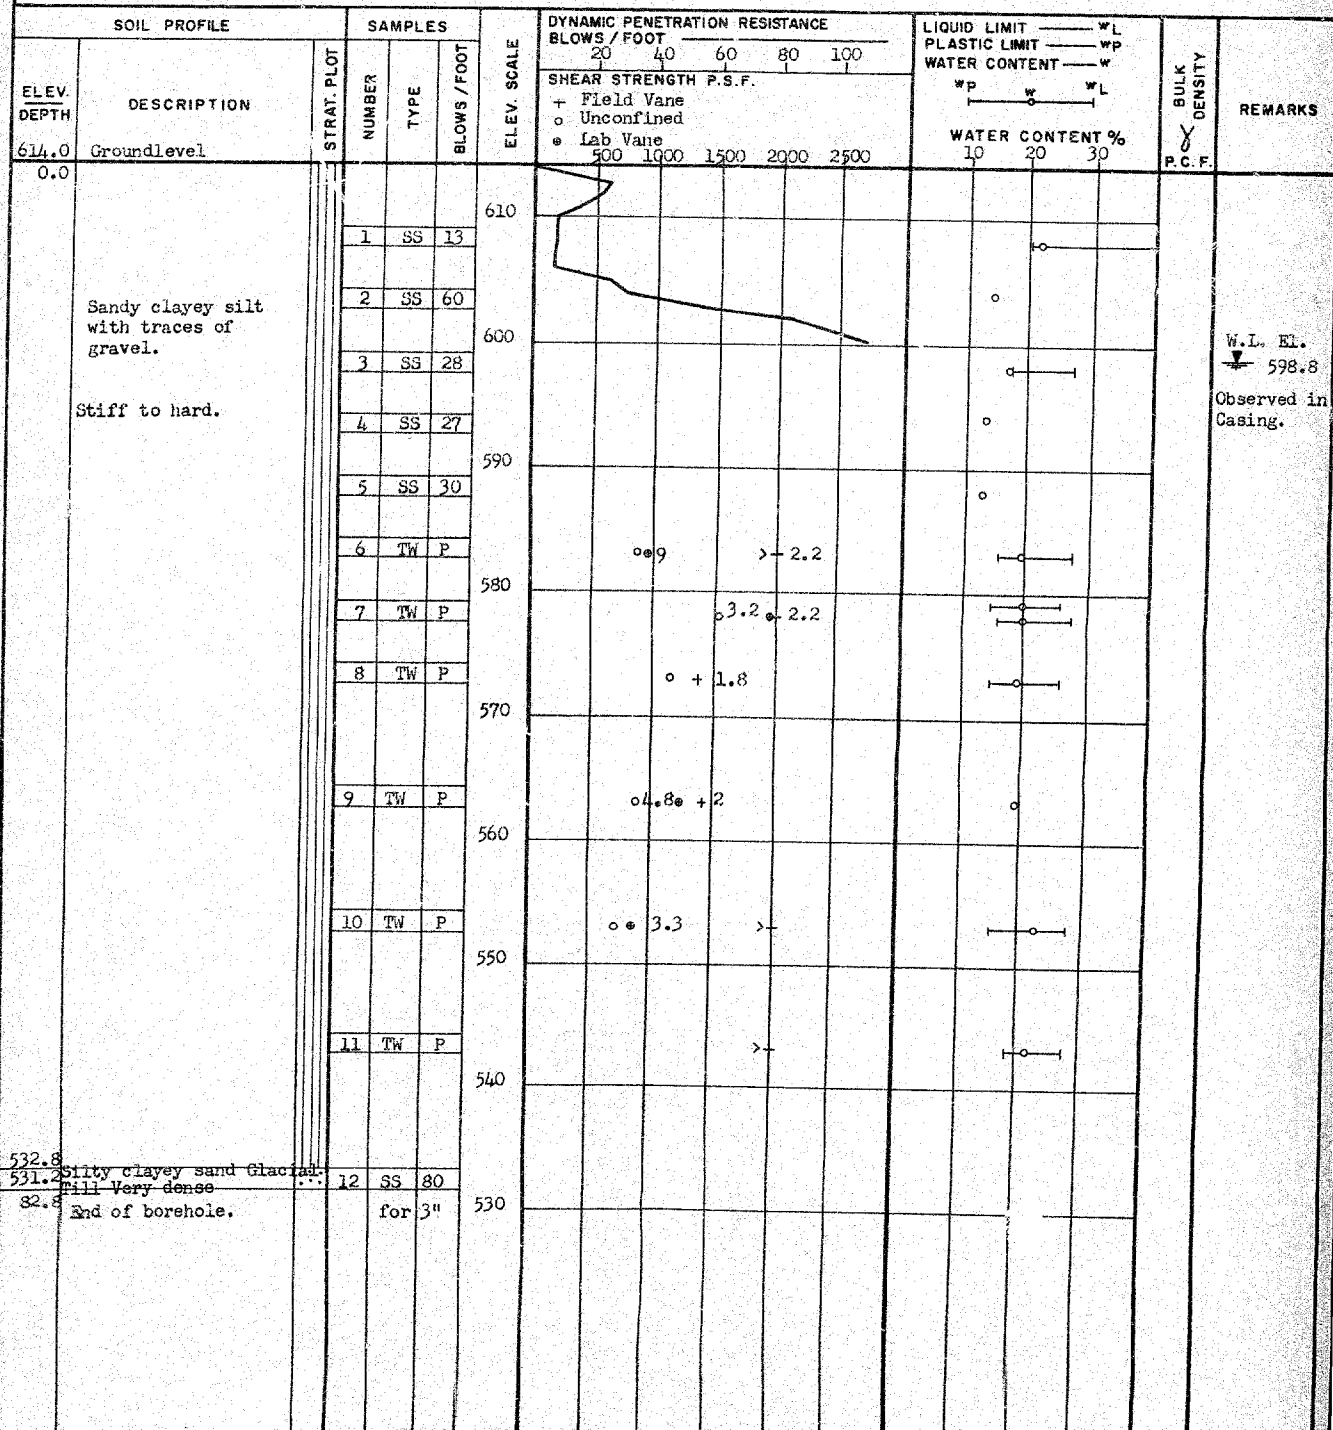 SOIL PROFILE
SAMPLES
ELEV.
DEPTH
DESCRIPTION
STRAT. PLOT
NUMBER
TYPE
BLOWS / FOOT
ELEV. SCALE
DYNAMIC PENETRATION RESISTANCE
BLOWS / FOOT
20 40 60 80 100
SHEAR STRENGTH P.S.F.
+ Field Vane
o Unconfined
⊕ Lab Vane
500 1000 1500 2000 2500
LIQUID LIMIT WL
PLASTIC LIMIT WP
WATER CONTENT W
WP W WL
WATER CONTENT %
10 20 30
BULK DENSITY
γ
P.C.F.
REMARKS
614.0 Groundlevel
0.0
610
1 SS 13
2 SS 60
Sandy clayey silt
with traces of
gravel.
600
W.L. El.
598.8
Observed in
Casing.
3 SS 28
Stiff to hard.
4 SS 27
590
5 SS 30
6 TW P
9 >+ 2.2
580
7 TW P
3.2 + 2.2
8 TW P
+ 1.8
570
9 TW P
4.8 + 2
560
10 TW P
3.3 >+
550
11 TW P
>+
540
532.8
531.2 Silty clayey sand Glacial
Till Very dense
12 SS 80
for 3"
82.8 End of borehole.
530